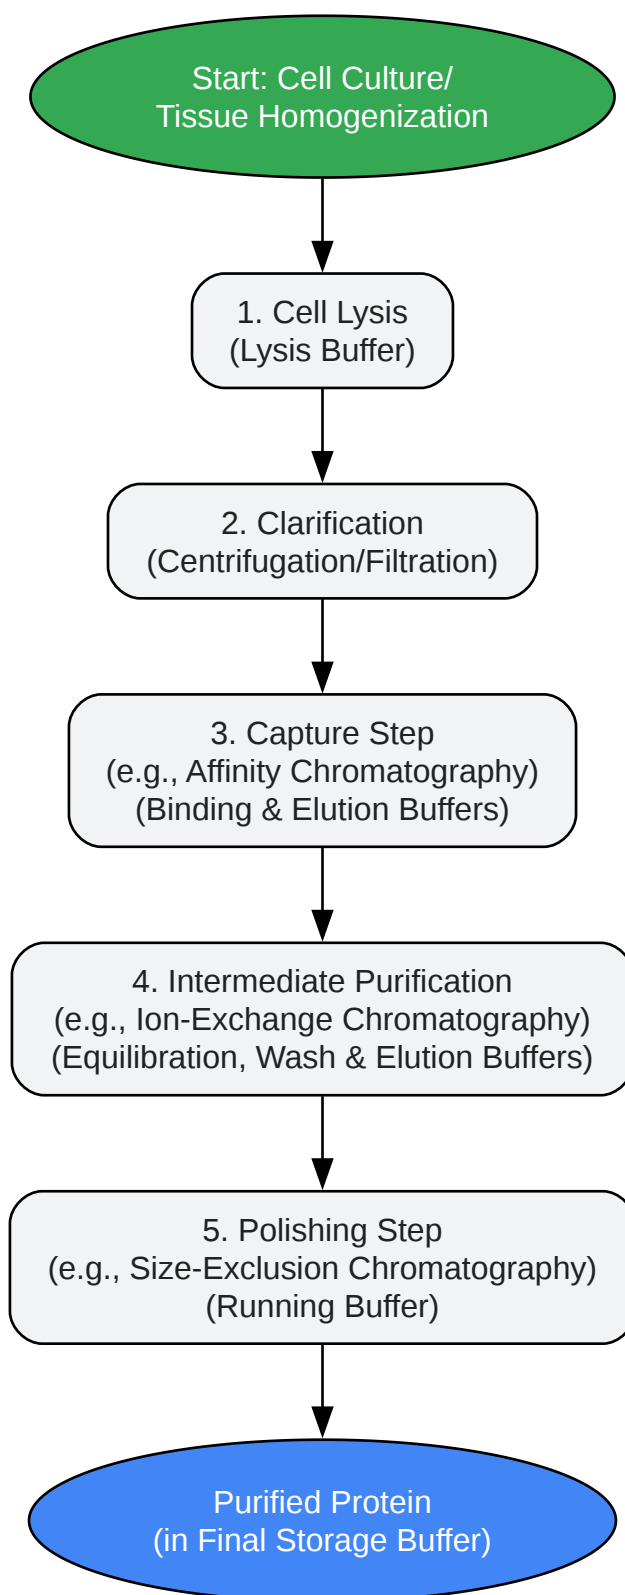 Start: Cell Culture/
Tissue Homogenization
1. Cell Lysis
(Lysis Buffer)
2. Clarification
(Centrifugation/Filtration)
3. Capture Step
(e.g., Affinity Chromatography)
(Binding & Elution Buffers)
4. Intermediate Purification
(e.g., Ion-Exchange Chromatography)
(Equilibration, Wash & Elution Buffers)
5. Polishing Step
(e.g., Size-Exclusion Chromatography)
(Running Buffer)
Purified Protein
(in Final Storage Buffer)